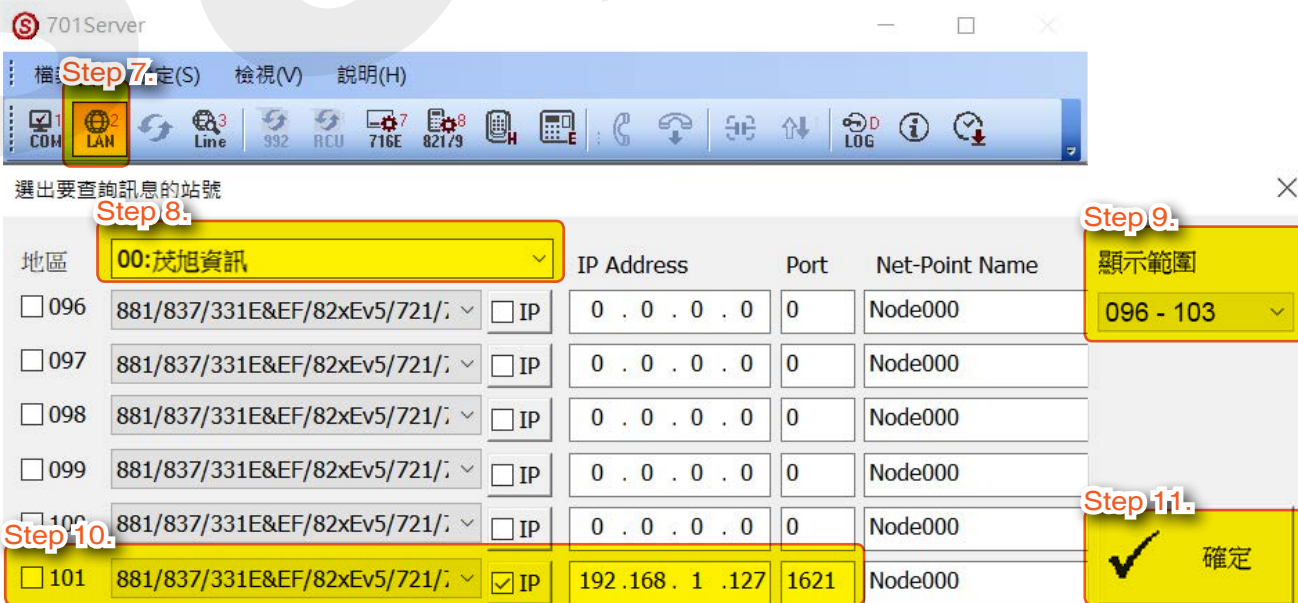 701Server
Step 7.
定(S) 檢視(V) 說明(H)
1 2 3 7 8 H E D
COM LAN Line 992 RCU 716E 821/9 LOG
選出要查詢訊息的站號
Step 8.
Step 9.
地區 00:茂旭資訊 IP Address Port Net-Point Name 顯示範圍
096 881/837/331E&EF/82xEv5/721/ IP 0 . 0 . 0 . 0 0 Node000 096 - 103
097 881/837/331E&EF/82xEv5/721/ IP 0 . 0 . 0 . 0 0 Node000
098 881/837/331E&EF/82xEv5/721/ IP 0 . 0 . 0 . 0 0 Node000
099 881/837/331E&EF/82xEv5/721/ IP 0 . 0 . 0 . 0 0 Node000
Step 11.
881/837/331E&EF/82xEv5/721/ IP 0 . 0 . 0 . 0 0 Node000
Step 10.
101 881/837/331E&EF/82xEv5/721/ IP 192.168. 1 .127 1621 Node000 確定